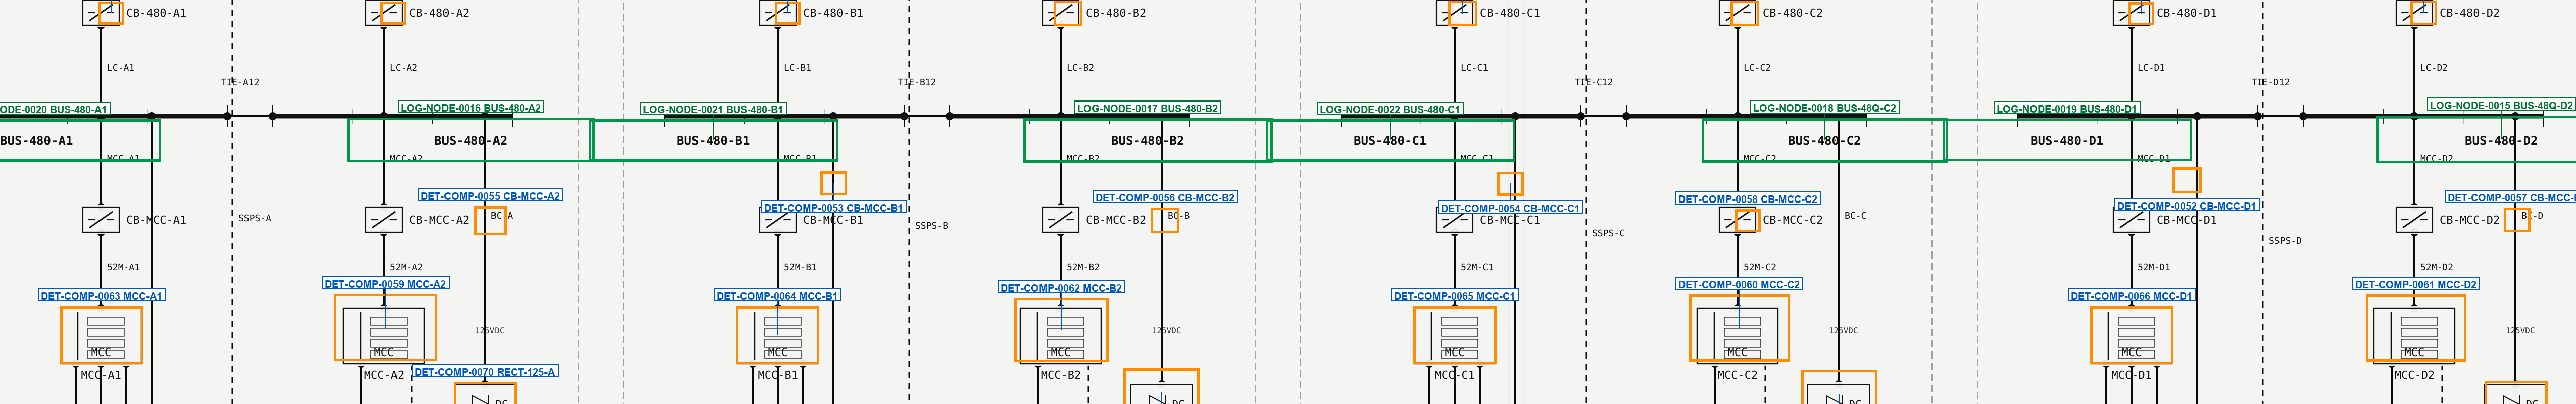 CB-480-A1 CB-480-A2 CB-480-B1 CB-480-B2 CB-480-C1 CB-480-C2 CB-480-D1 CB-480-D2
LC-A1 LC-A2 LC-B1 LC-B2 LC-C1 LC-C2 LC-D1 LC-D2
TIE-A12 TIE-B12 TIE-C12 TIE-D12
ODE-0020 BUS-480-A1 LOG-NODE-0016 BUS-480-A2 LOG-NODE-0021 BUS-480-B1 LOG-NODE-0017 BUS-480-B2 LOG-NODE-0022 BUS-480-C1 LOG-NODE-0018 BUS-48Q-C2 LOG-NODE-0019 BUS-480-D1 LOG-NODE-0015 BUS-48Q-D2
BUS-480-A1 BUS-480-A2 BUS-480-B1 BUS-480-B2 BUS-480-C1 BUS-480-C2 BUS-480-D1 BUS-480-D2
MCC-A1 MCC-A2 MCC-B1 MCC-B2 MCC-C1 MCC-C2 MCC-D1 MCC-D2
DET-COMP-0055 CB-MCC-A2 DET-COMP-0053 CB-MCC-B1 DET-COMP-0056 CB-MCC-B2 DET-COMP-0054 CB-MCC-C1 DET-COMP-0058 CB-MCC-C2 DET-COMP-0052 CB-MCC-D1 DET-COMP-0057 CB-MCC-
CB-MCC-A1 SSPS-A CB-MCC-A2 BC-A CB-MCC-B1 SSPS-B CB-MCC-B2 BC-B CB-MCC-C1 SSPS-C CB-MCC-C2 BC-C CB-MCC-D1 SSPS-D CB-MCC-D2 BC-D
52M-A1 52M-A2 52M-B1 52M-B2 52M-C1 52M-C2 52M-D1 52M-D2
DET-COMP-0063 MCC-A1 DET-COMP-0059 MCC-A2 DET-COMP-0064 MCC-B1 DET-COMP-0062 MCC-B2 DET-COMP-0065 MCC-C1 DET-COMP-0060 MCC-C2 DET-COMP-0066 MCC-D1 DET-COMP-0061 MCC-D2
125VDC 125VDC 125VDC 125VDC
MCC MCC MCC MCC MCC MCC MCC MCC
MCC-A1 MCC-A2 DET-COMP-0070 RECT-125-A MCC-B1 MCC-B2 MCC-C1 MCC-C2 MCC-D1 MCC-D2